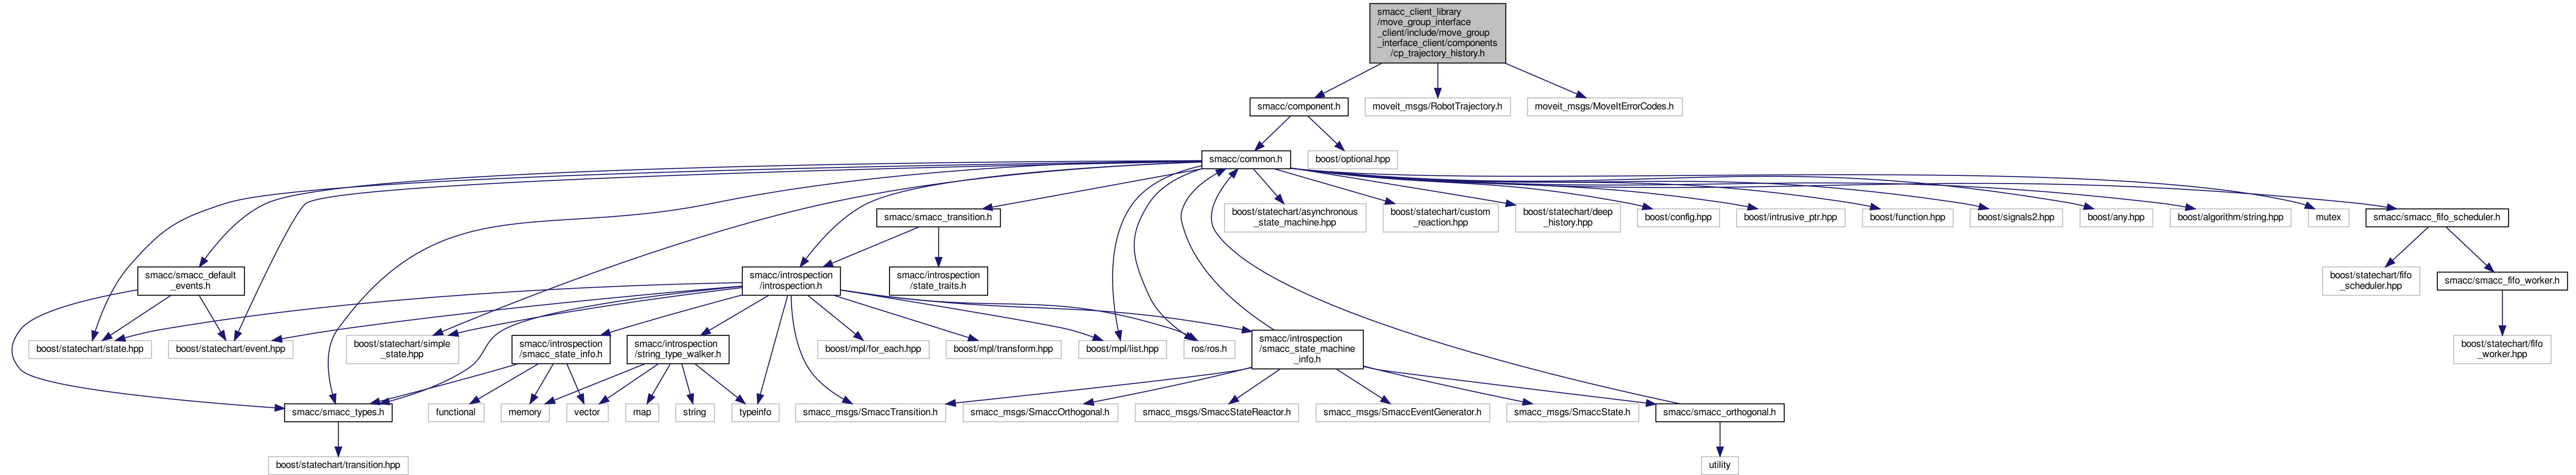 smacc_client_library
/move_group_interface
_client/include/move_group
_interface_client/components
/cp_trajectory_history.h
smacc/component.h
moveit_msgs/RobotTrajectory.h
moveit_msgs/MoveItErrorCodes.h
smacc/common.h
boost/optional.hpp
smacc/smacc_transition.h
boost/statechart/asynchronous
_state_machine.hpp
boost/statechart/custom
_reaction.hpp
boost/statechart/deep
_history.hpp
boost/config.hpp
boost/intrusive_ptr.hpp
boost/function.hpp
boost/signals2.hpp
boost/any.hpp
boost/algorithm/string.hpp
mutex
smacc/smacc_fifo_scheduler.h
smacc/smacc_default
_events.h
smacc/introspection
/introspection.h
smacc/introspection
/state_traits.h
boost/statechart/fifo
_scheduler.hpp
smacc/smacc_fifo_worker.h
boost/statechart/state.hpp
boost/statechart/event.hpp
boost/statechart/simple
_state.hpp
smacc/introspection
/smacc_state_info.h
smacc/introspection
/string_type_walker.h
boost/mpl/for_each.hpp
boost/mpl/transform.hpp
boost/mpl/list.hpp
ros/ros.h
smacc/introspection
/smacc_state_machine
_info.h
boost/statechart/fifo
_worker.hpp
smacc/smacc_types.h
functional
memory
vector
map
string
typeinfo
smacc_msgs/SmaccTransition.h
smacc_msgs/SmaccOrthogonal.h
smacc_msgs/SmaccStateReactor.h
smacc_msgs/SmaccEventGenerator.h
smacc_msgs/SmaccState.h
smacc/smacc_orthogonal.h
boost/statechart/transition.hpp
utility